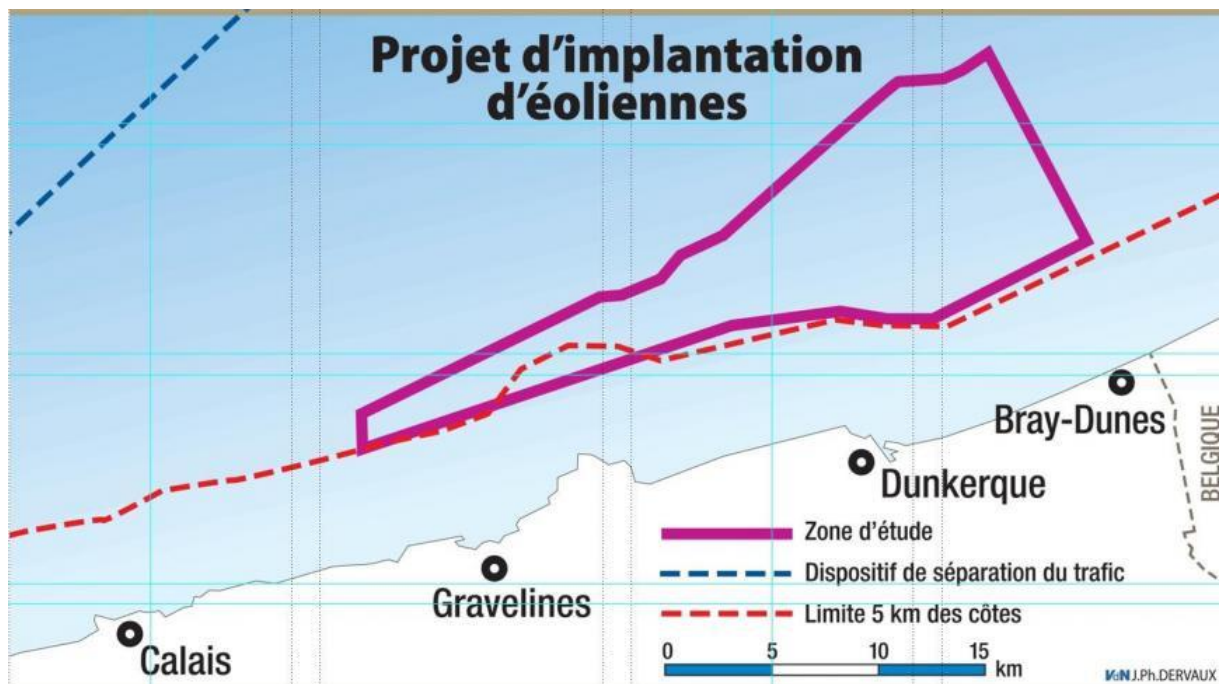 Projet d'implantation
d'éoliennes
Bray-Dunes
BELGIQUE
Dunkerque
Gravelines
Calais
Zone d'étude
Dispositif de séparation du trafic
Limite 5 km des côtes
0 5 10 15
km
VdN J.Ph.DERVAUX